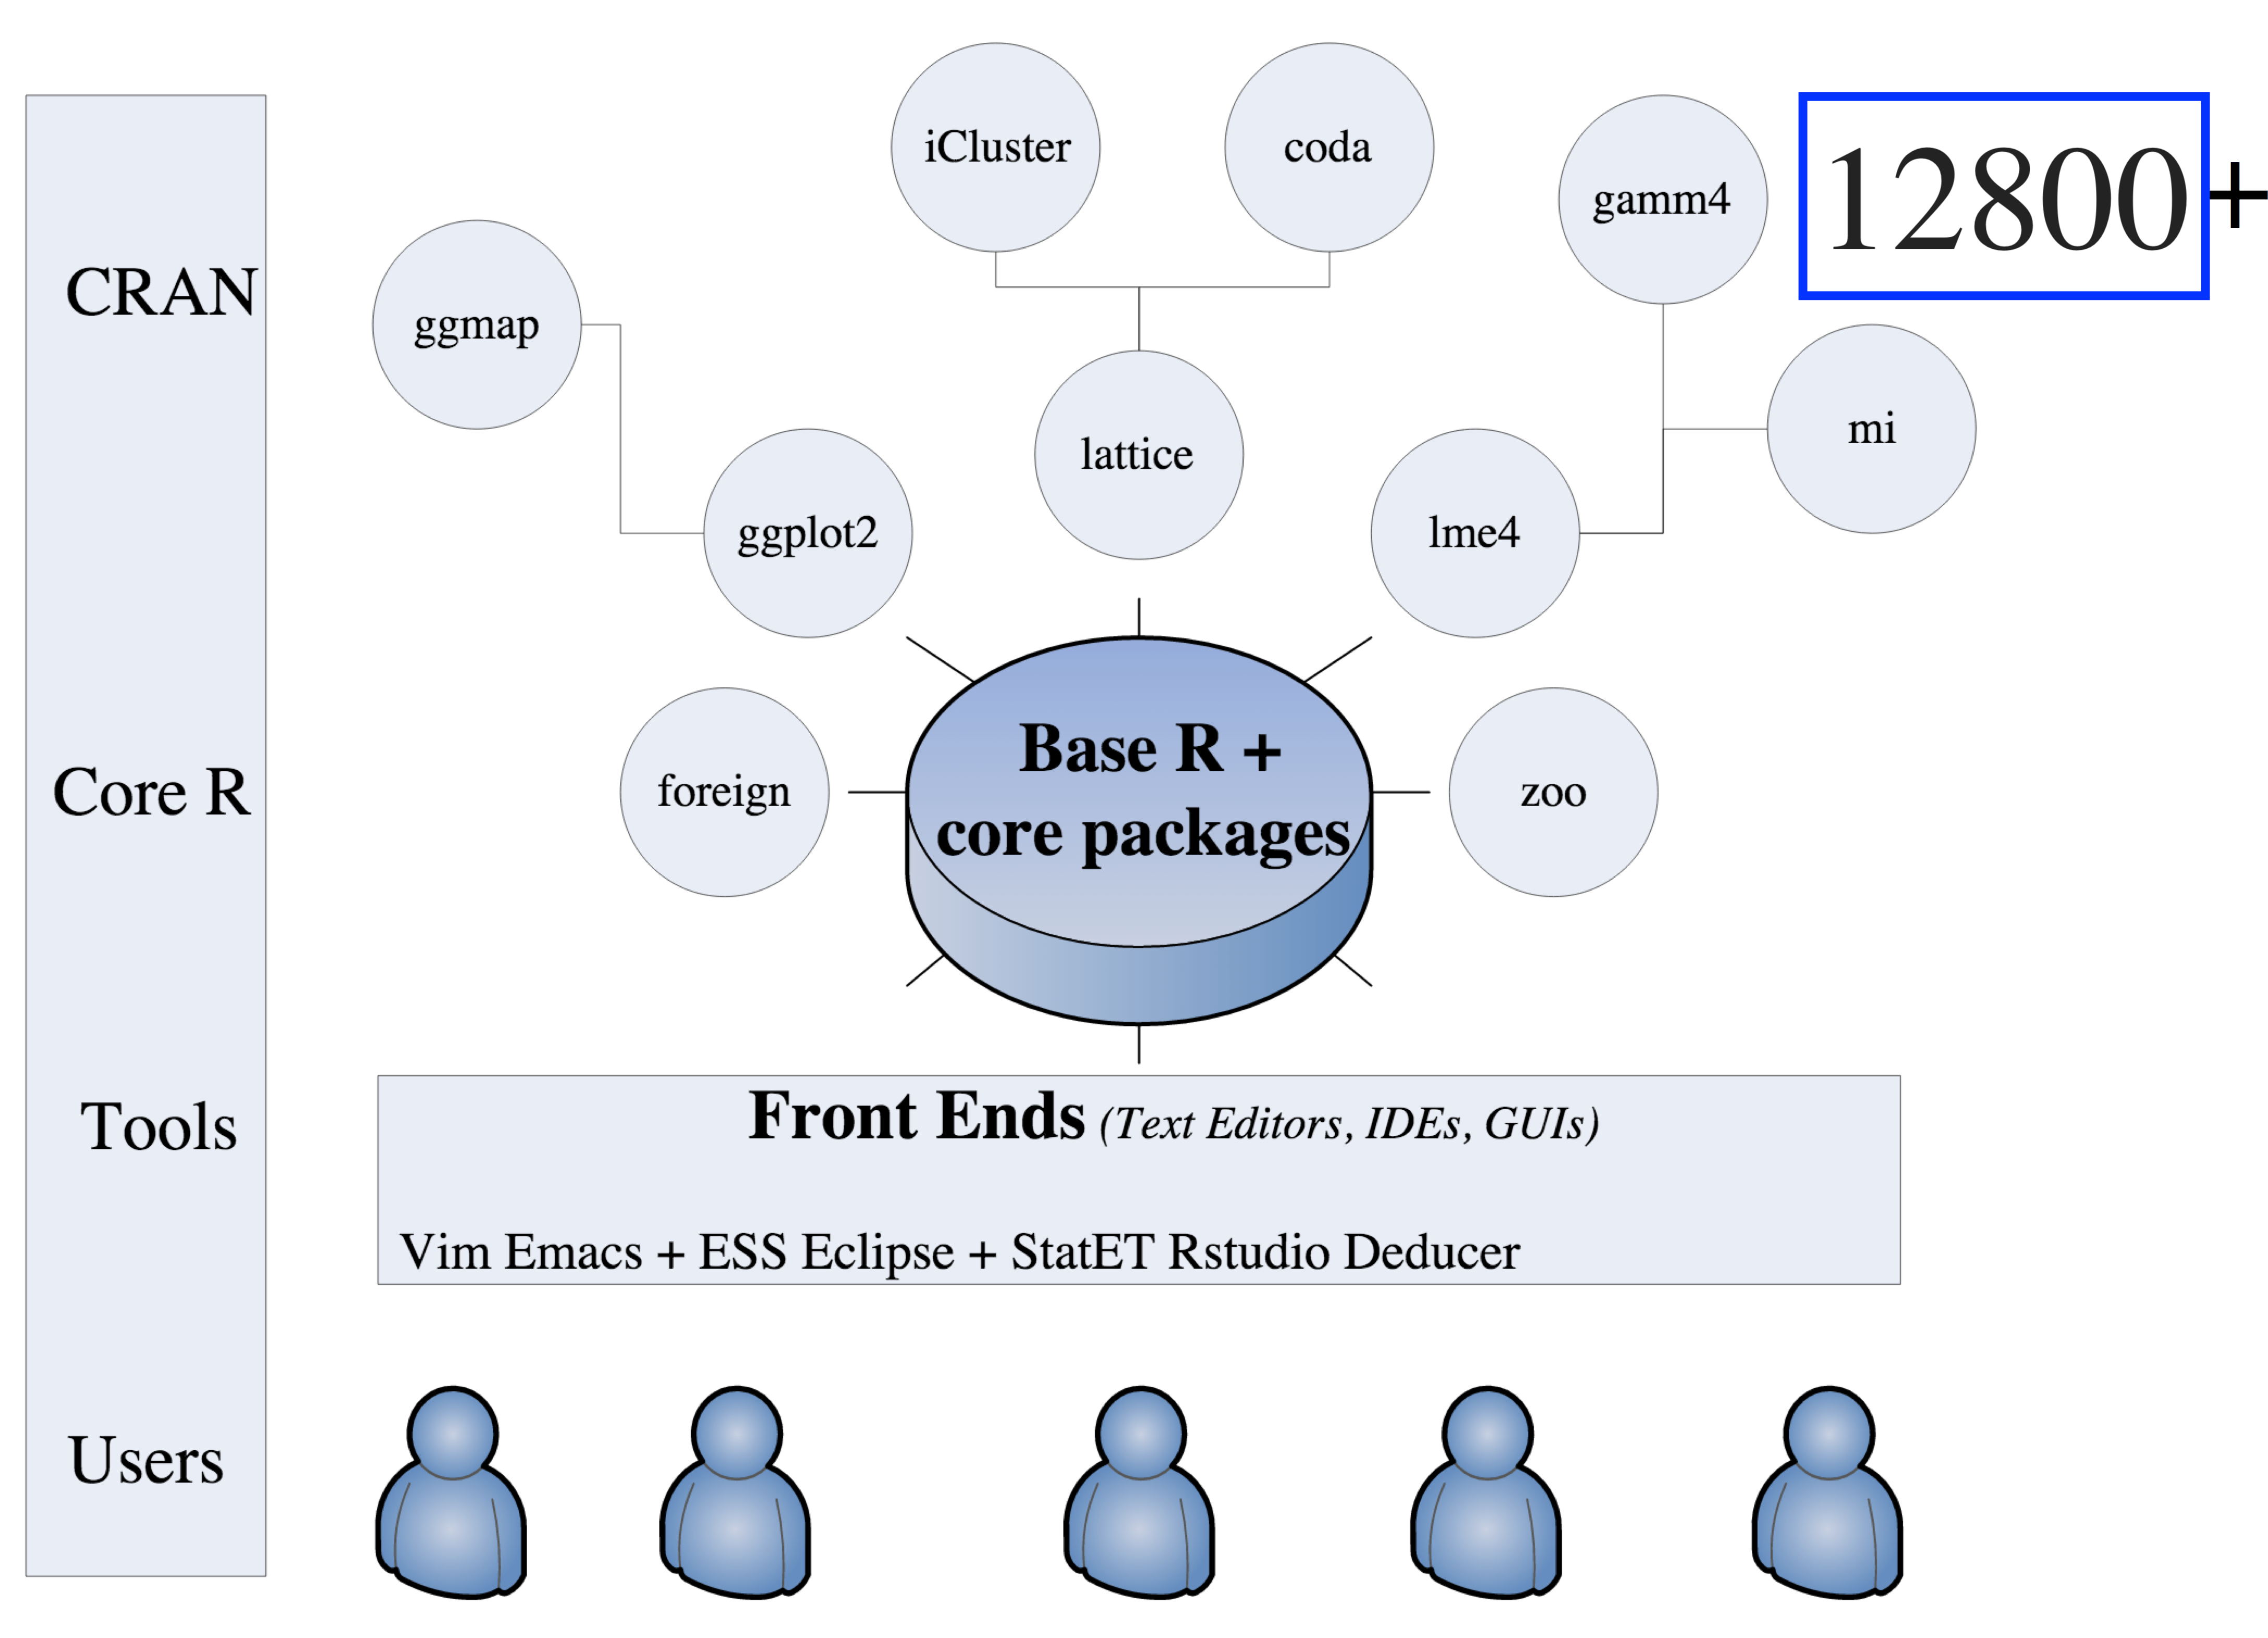 iCluster
coda
gamm4
12800+
CRAN
ggmap
mi
lattice
ggplot2
lme4
Base R +
core packages
Core R
foreign
zoo
Tools
Front Ends (Text Editors, IDEs, GUIs)
Vim Emacs + ESS Eclipse + StatET Rstudio Deducer
Users